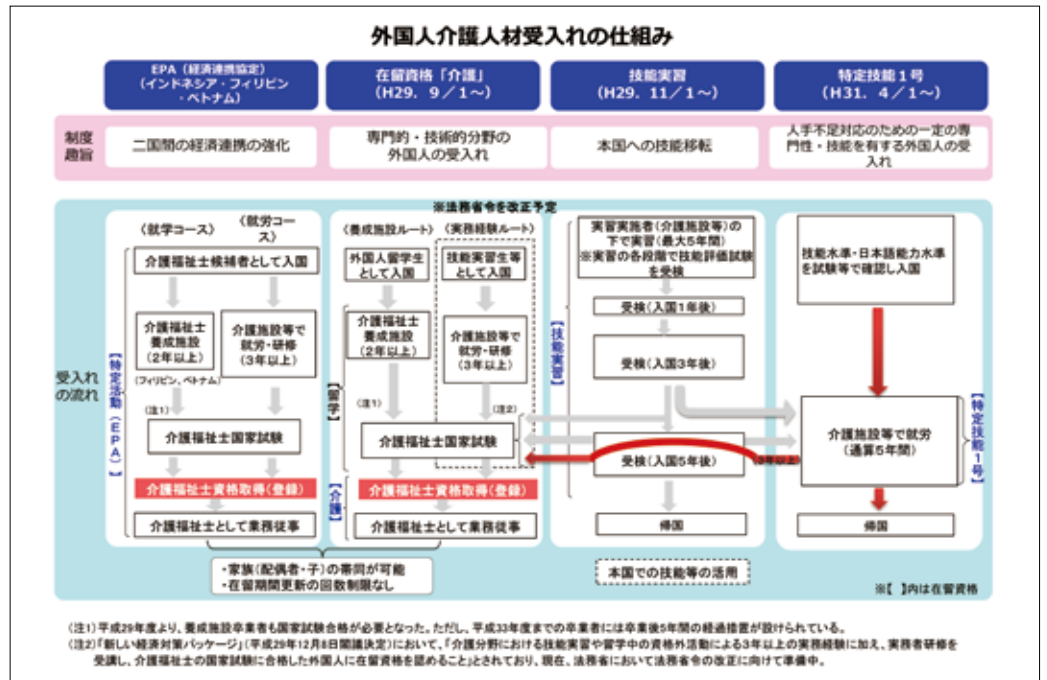 外国人介護人材受入れの仕組み
EPA(経済連携協定)
(インドネシア・フィリピン
・ベトナム)
在留資格「介護」
(H29.9/1~)
技能実習
(H29.11/1~)
特定技能1号
(H31.4/1~)
制度
趣旨
二国間の経済連携の強化
専門的・技術的分野の
外国人の受入れ
本国への技能移転
人手不足対応のための一定の専
門性・技能を有する外国人の受
入れ
受入れ
の流れ
【特定活動(EPA)】
〈就学コース〉
〈就労コー
ス〉
介護福祉士候補者として入国
介護福祉士
養成施設
(2年以上)
(フィリピン、ベトナム)
介護施設等で
就労・研修
(3年以上)
(注1)
介護福祉士国家試験
介護福祉士資格取得(登録)
介護福祉士として業務従事
※法務省令を改正予定
〈養成施設ルート〉
〈実務経験ルート〉
外国人留学生
として入国
技能実習生等
として入国
【留学】
介護福祉士
養成施設
(2年以上)
介護施設等で
就労・研修
(3年以上)
(注1)
(注2)
介護福祉士国家試験
【介護】
介護福祉士資格取得(登録)
介護福祉士として業務従事
・家族(配偶者・子)の帯同が可能
・在留期間更新の回数制限なし
【技能実習】
実習実施者(介護施設等)の
下で実習(最大5年間)
※実習の各段階で技能評価試験
を受検
受検(入国1年後)
受検(入国3年後)
受検(入国5年後)
帰国
本国での技能等の活用
技能水準・日本語能力水準
を試験等で確認し入国
3年以上
介護施設等で就労
(通算5年間)
【特定技能1号】
帰国
※【 】内は在留資格
(注1)平成29年度より、養成施設卒業者も国家試験合格が必要となった。ただし、平成33年度までの卒業者には卒業後5年間の経過措置が設けられている。
(注2)「新しい経済対策パッケージ」(平成29年12月8日閣議決定)において、「介護分野における技能実習や留学中の資格外活動による3年以上の実務経験に加え、実務者研修を
受講し、介護福祉士の国家試験に合格した外国人に在留資格を認めること」とされており、現在、法務省において法務省令の改正に向けて準備中。